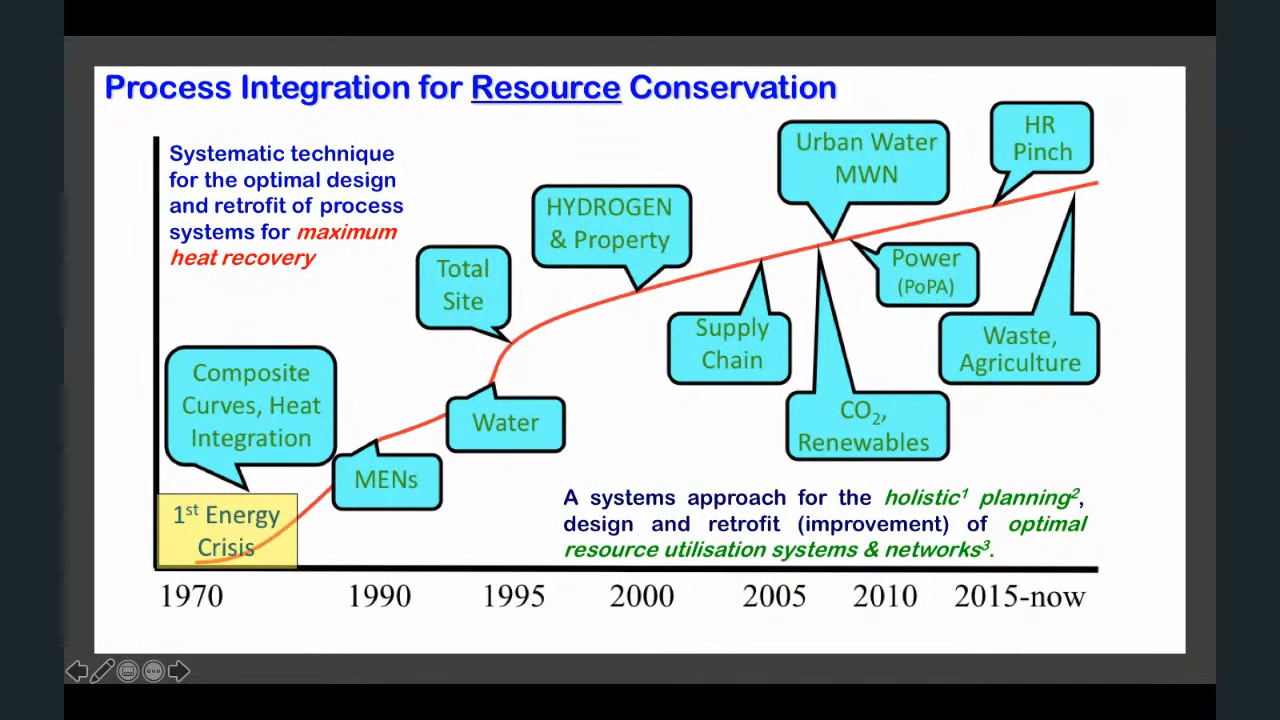 Process Integration for Resource Conservation
Systematic technique
for the optimal design
and retrofit of process
systems for maximum
heat recovery
Composite
Curves, Heat
Integration
1st Energy
Crisis
MENs
Total
Site
Water
HYDROGEN
& Property
Supply
Chain
Urban Water
MWN
CO₂,
Renewables
Power
(PoPA)
HR
Pinch
Waste,
Agriculture
A systems approach for the holistic¹ planning²,
design and retrofit (improvement) of optimal
resource utilisation systems & networks³.
1970 1990 1995 2000 2005 2010 2015-now